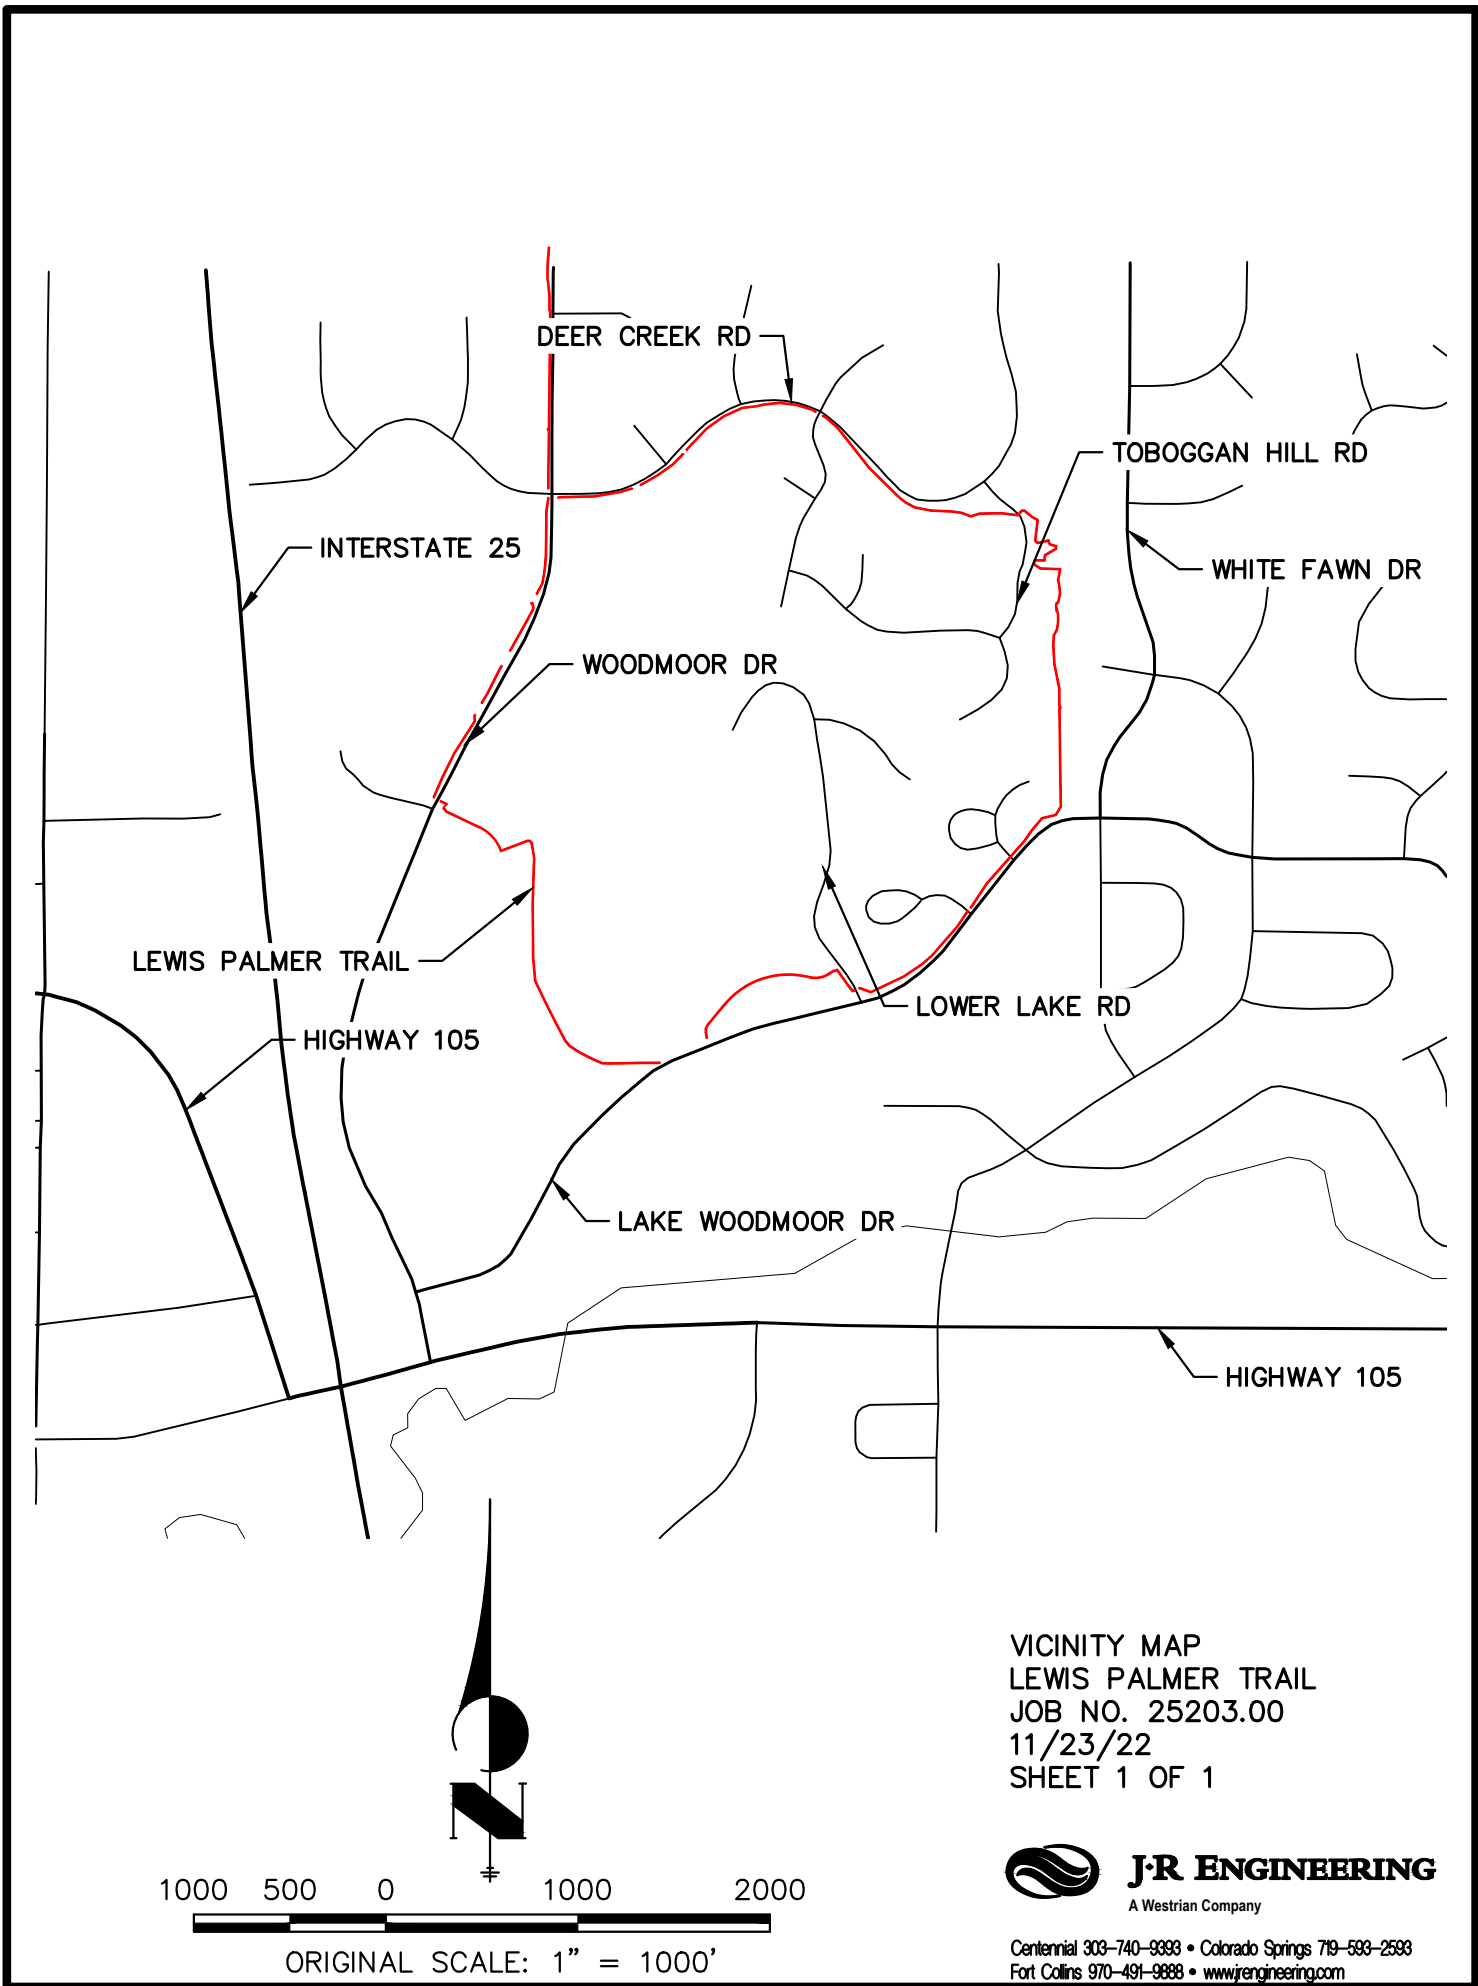 DEER CREEK RD
TOBOGGAN HILL RD
INTERSTATE 25
WHITE FAWN DR
WOODMOOR DR
LEWIS PALMER TRAIL
LOWER LAKE RD
HIGHWAY 105
LAKE WOODMOOR DR
HIGHWAY 105
N
VICINITY MAP
LEWIS PALMER TRAIL
JOB NO. 25203.00
11/23/22
SHEET 1 OF 1
J·R ENGINEERING
A Westrian Company
1000 500 0 1000 2000
ORIGINAL SCALE: 1" = 1000'
Centennial 303–740–9393 • Colorado Springs 719–593–2593
Fort Collins 970–491–9888 • www.jrengineering.com